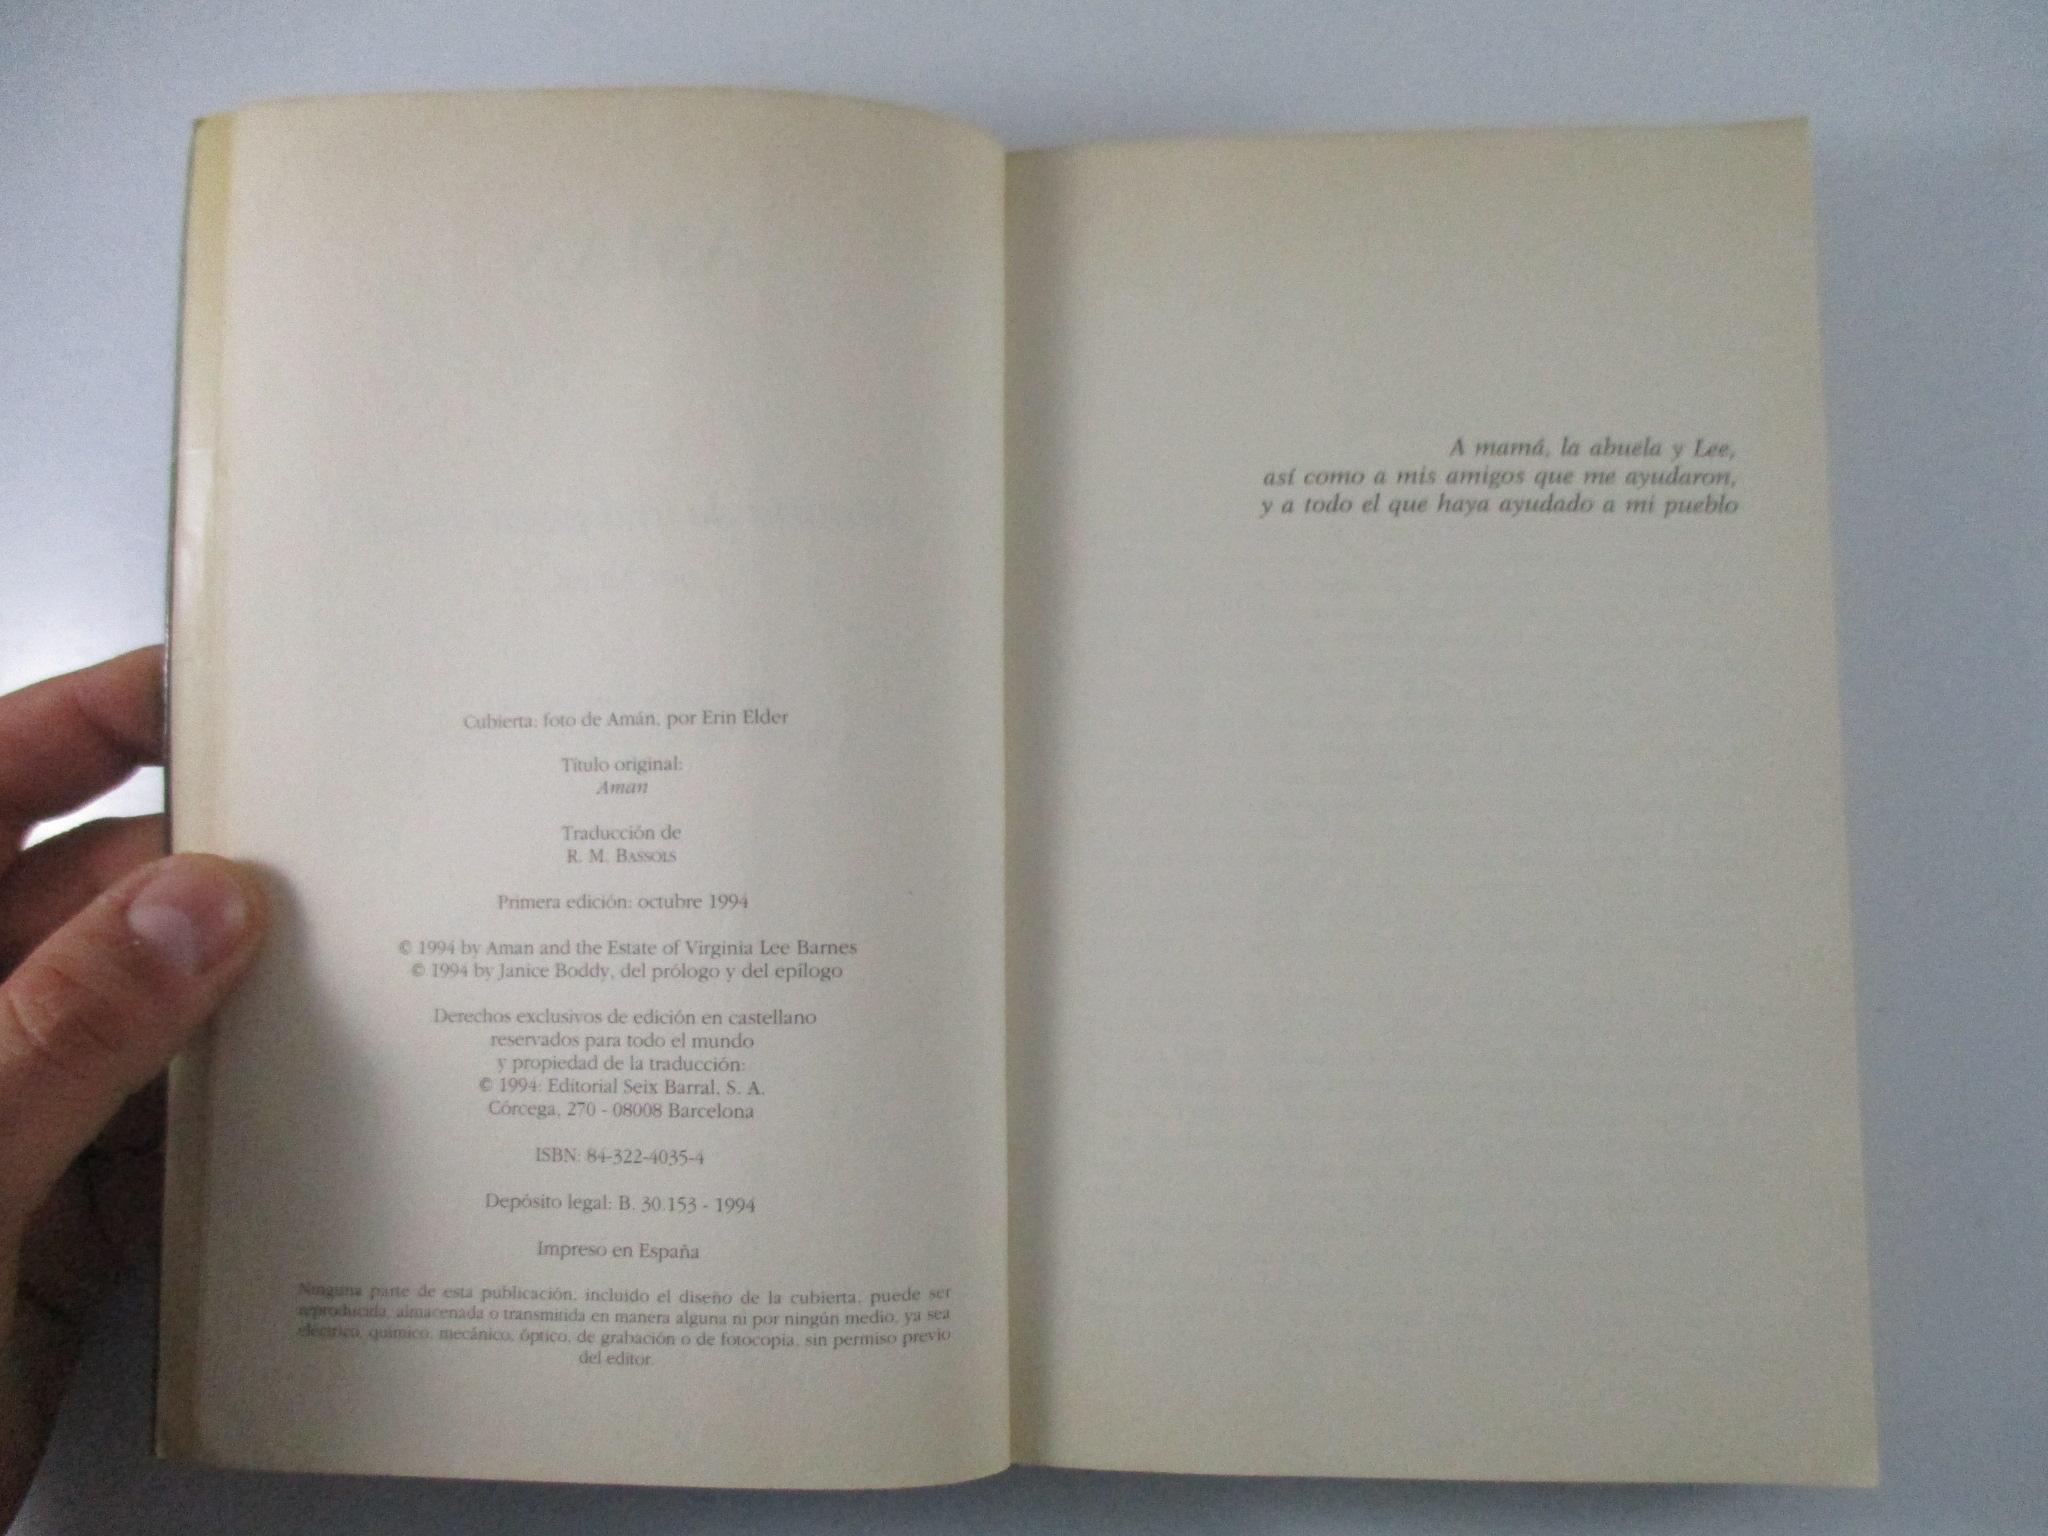 Cubierta: foto de Amán, por Erin Elder
Título original:
Aman
Traducción de
R. M. BASSOLS
Primera edición: octubre 1994
© 1994 by Aman and the Estate of Virginia Lee Barnes
© 1994 by Janice Boddy, del prólogo y del epílogo
Derechos exclusivos de edición en castellano
reservados para todo el mundo
y propiedad de la traducción:
© 1994: Editorial Seix Barral, S. A.
Córcega, 270 - 08008 Barcelona
ISBN: 84-322-4035-4
Depósito legal: B. 30.153 - 1994
Impreso en España
Ninguna parte de esta publicación, incluido el diseño de la cubierta, puede ser
reproducida, almacenada o transmitida en manera alguna ni por ningún medio, ya sea
eléctrico, químico, mecánico, óptico, de grabación o de fotocopia, sin permiso previo
del editor.
A mamá, la abuela y Lee,
así como a mis amigos que me ayudaron,
y a todo el que haya ayudado a mi pueblo